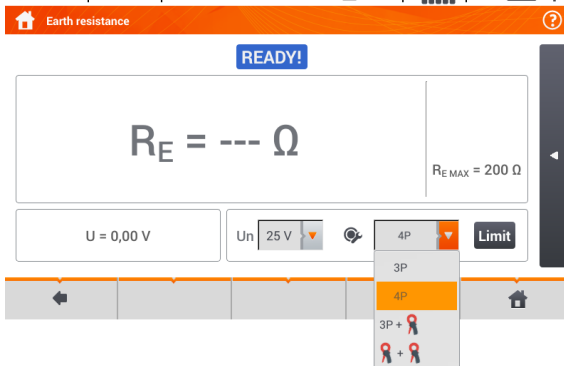 Earth resistance
?
READY!
RE = --- Ω
RE MAX = 200 Ω
U = 0,00 V
Un 25 V
4P
Limit
3P
4P
3P +
+